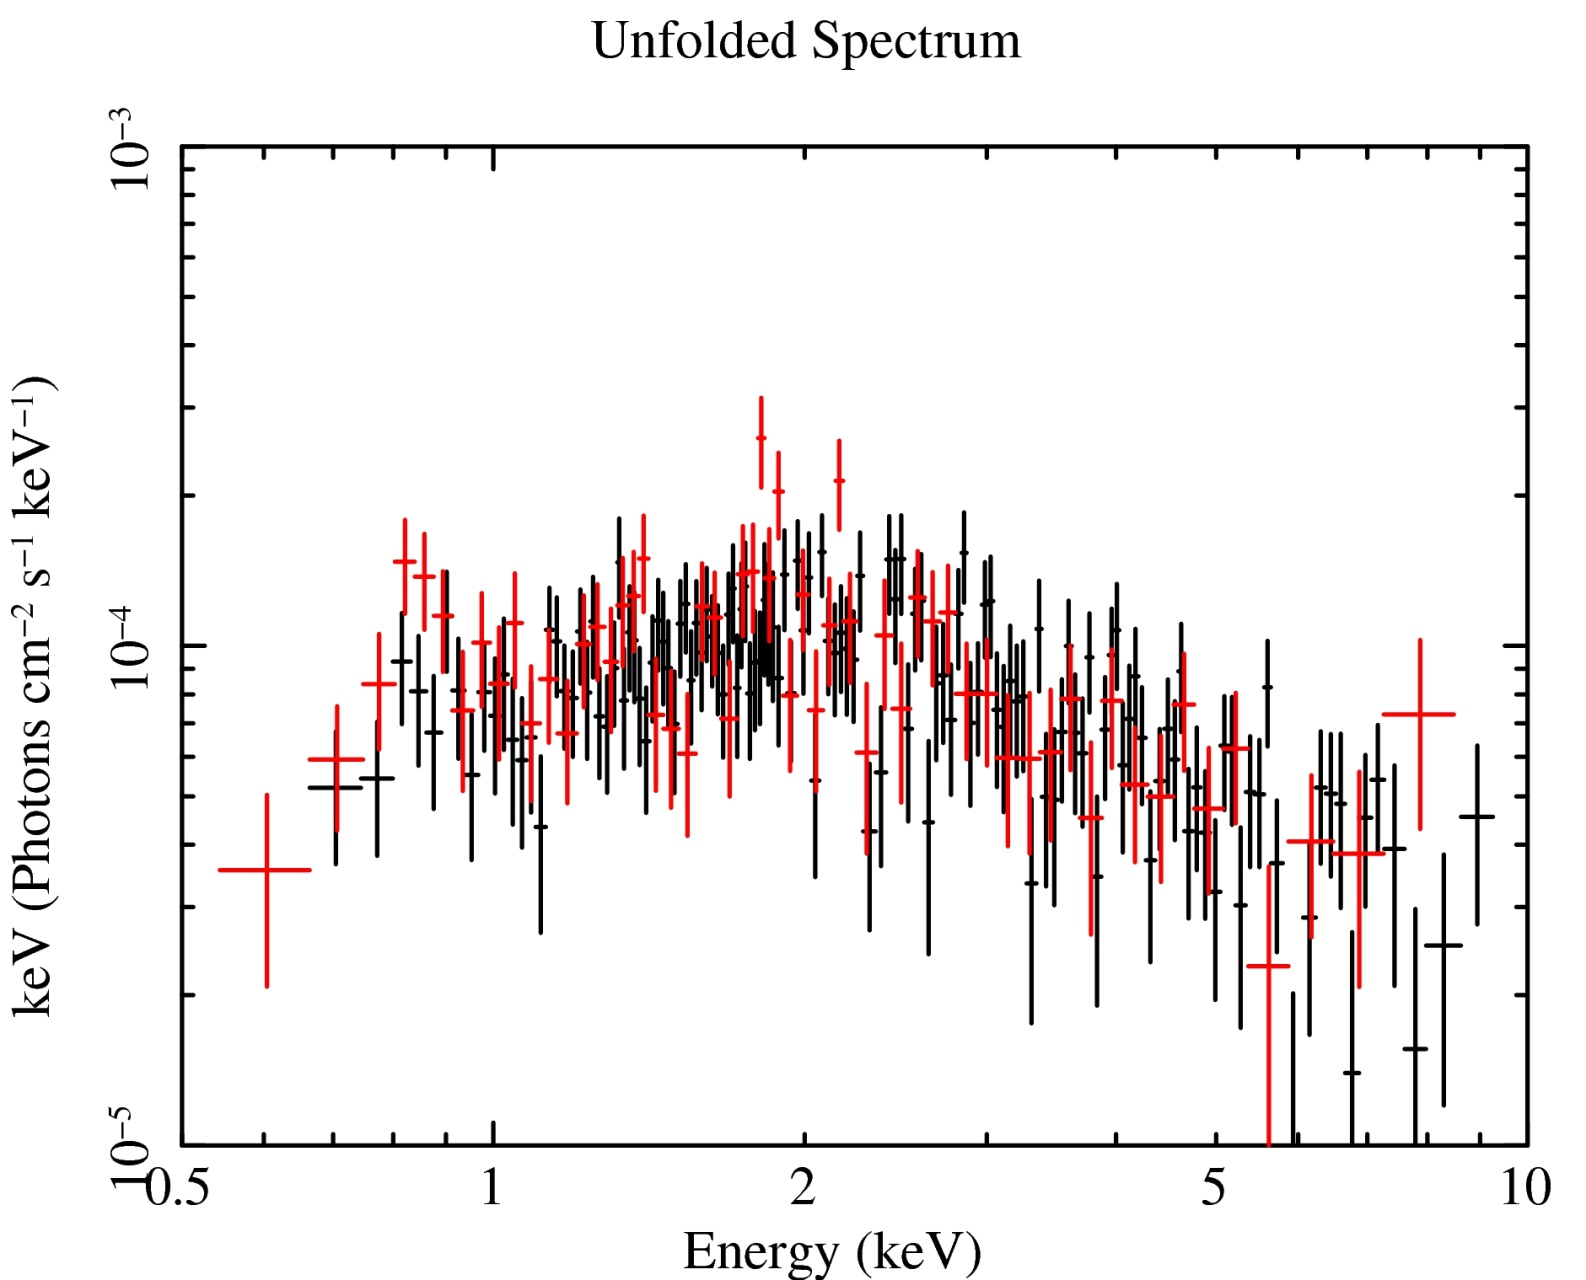 Unfolded Spectrum
keV (Photons cm−2 s−1 keV−1)
10−3
10−4
10−5
0.5 1 2 5 10
Energy (keV)